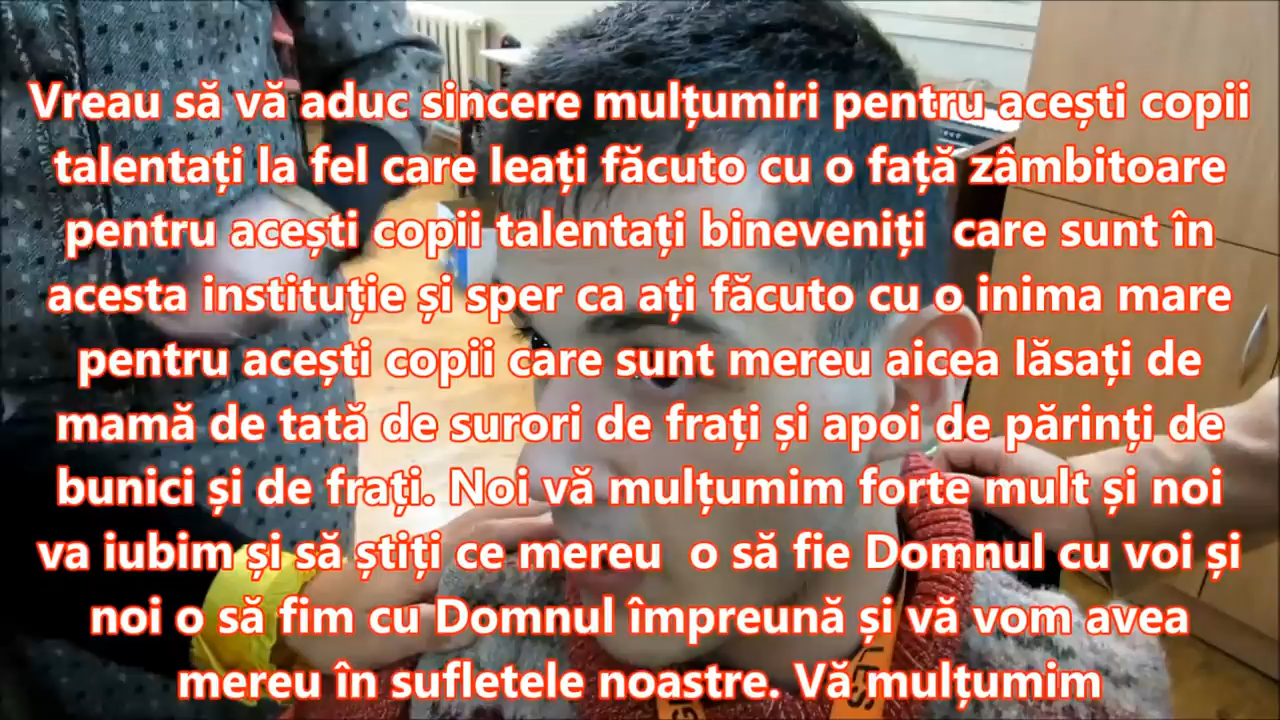 Vreau să vă aduc sincere mulțumiri pentru acești copii
talentați la fel care leați făcuto cu o față zâmbitoare
pentru acești copii talentați bineveniți  care sunt în
acesta instituție și sper ca ați făcuto cu o inima mare
pentru acești copii care sunt mereu aicea lăsați de
mamă de tată de surori de frați și apoi de părinți de
bunici și de frați. Noi vă mulțumim forte mult și noi
va iubim și să știți ce mereu  o să fie Domnul cu voi și
noi o să fim cu Domnul împreună și vă vom avea
mereu în sufletele noastre. Vă mulțumim